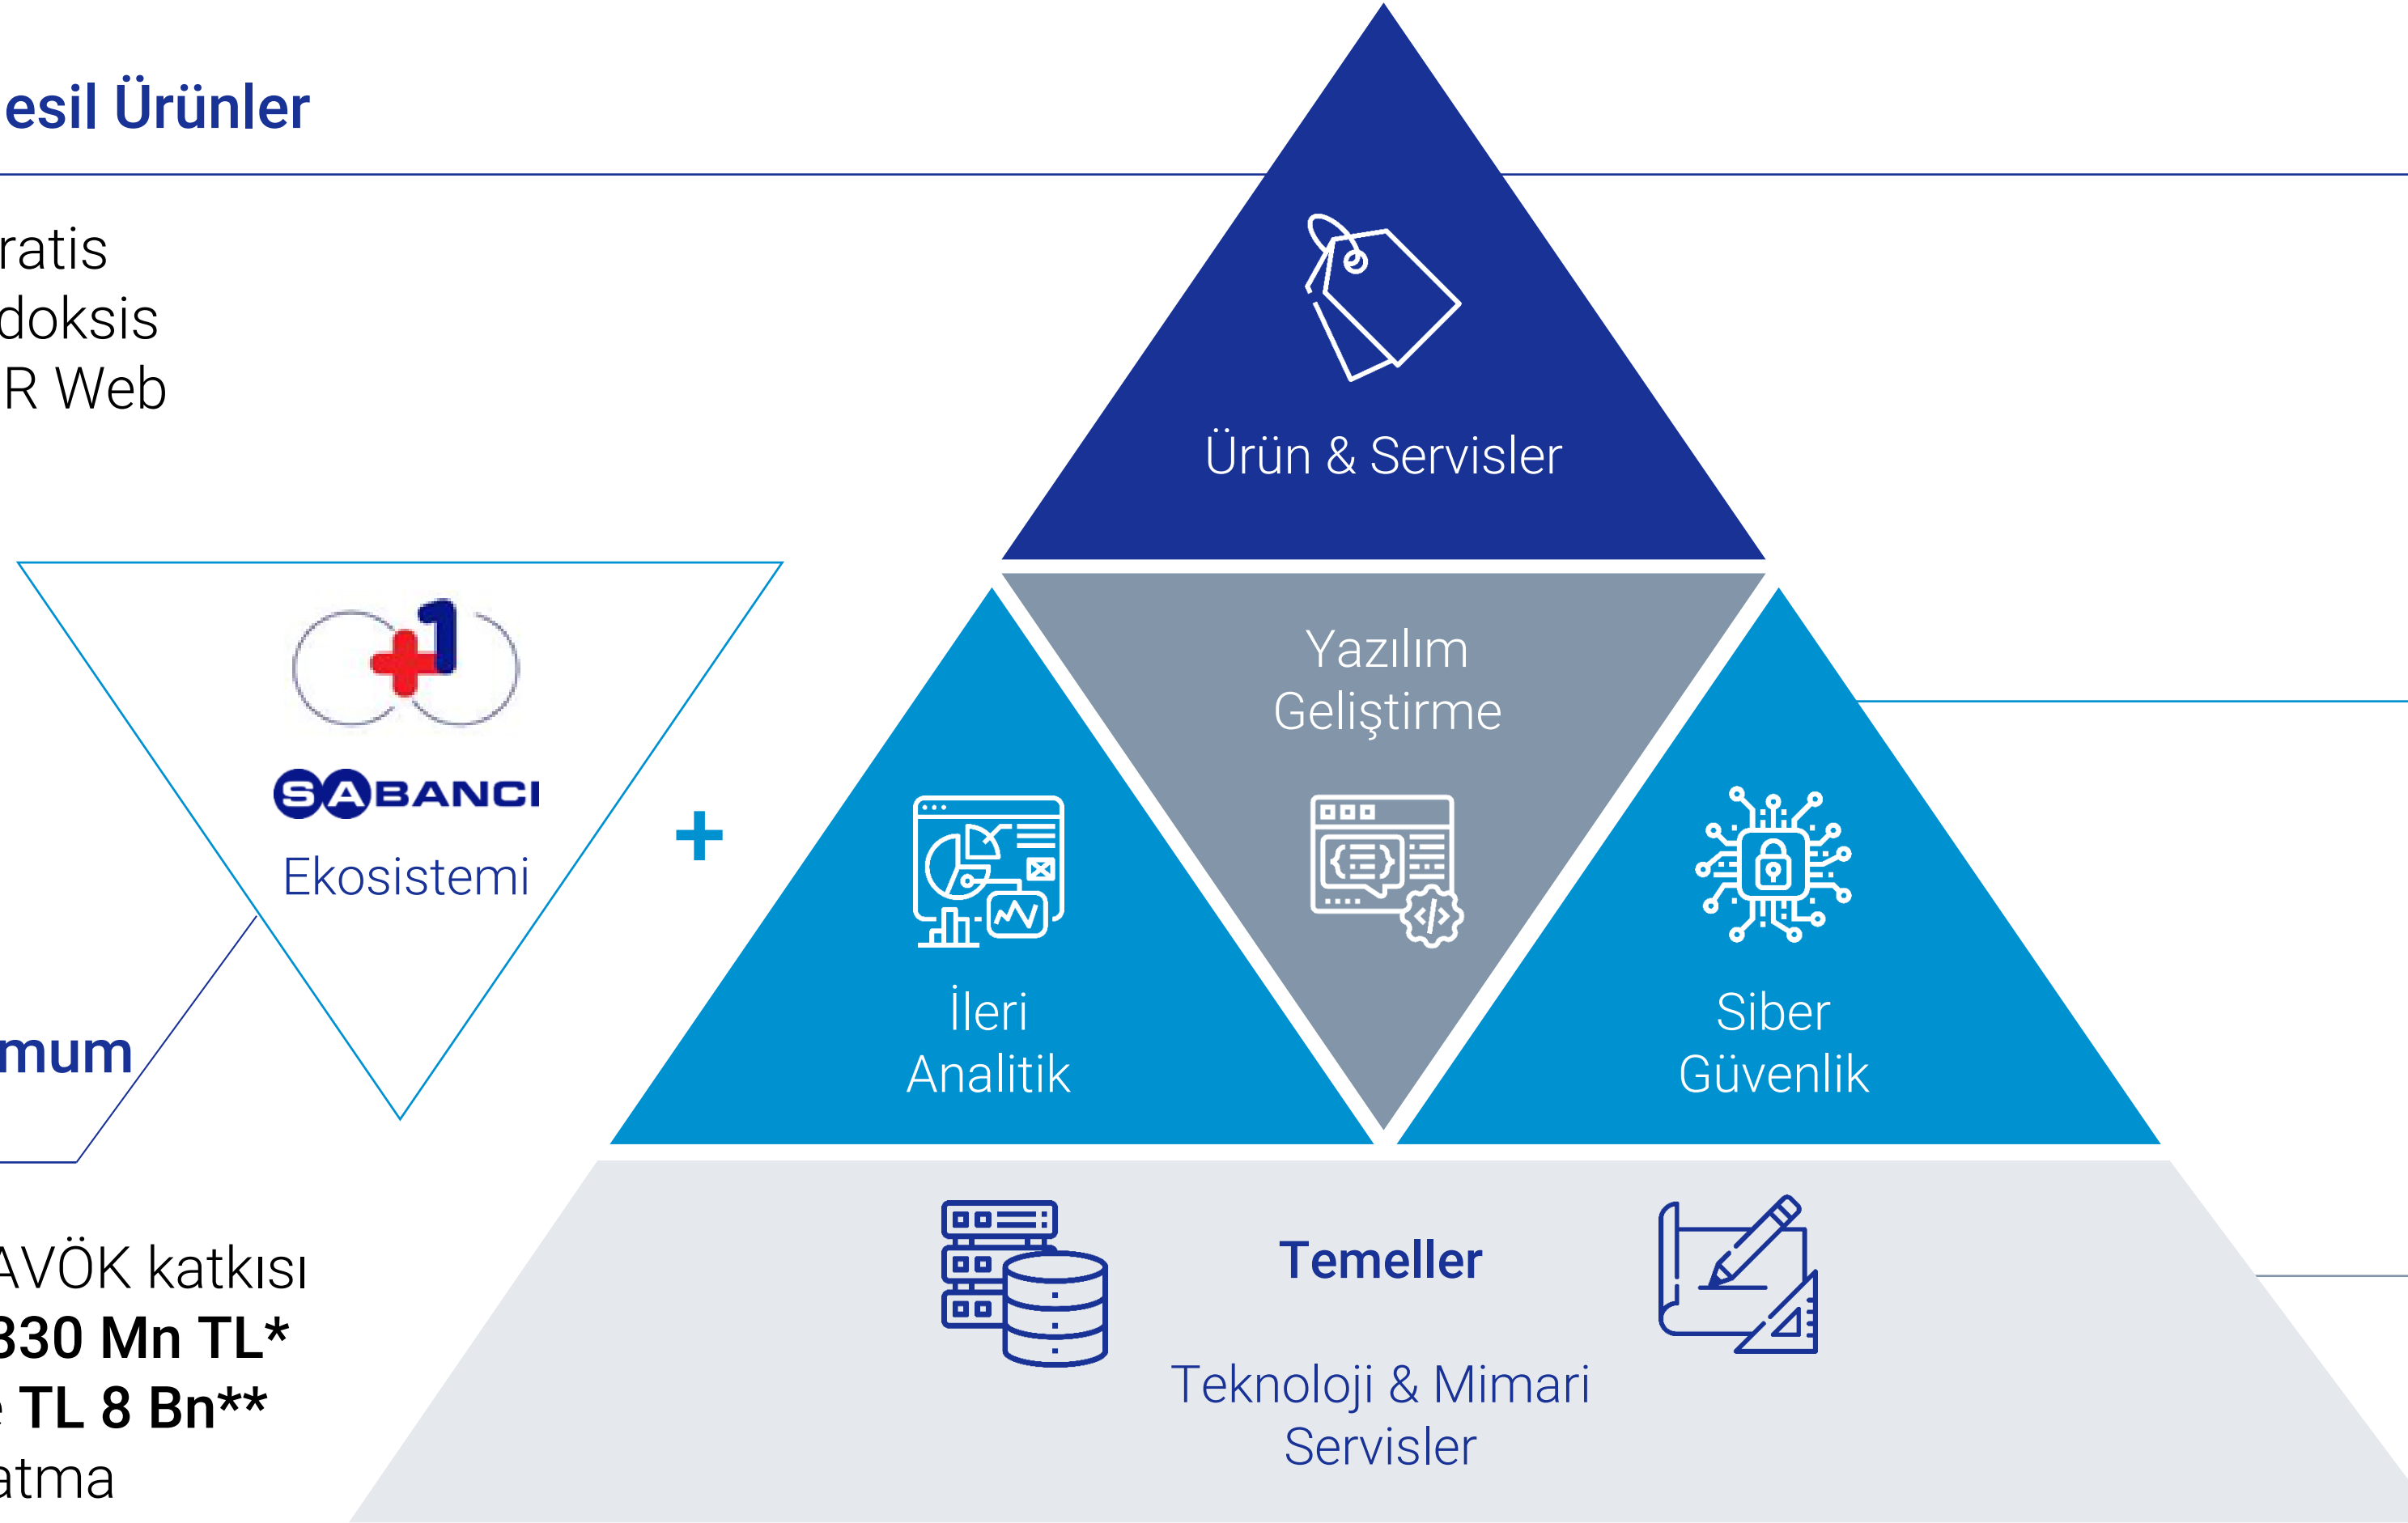 esil Ürünler
ratis
doksis
R Web
Ürün & Servisler
+1
SABANCI
Ekosistemi
+
Yazılım
Geliştirme
İleri
Analitik
Siber
Güvenlik
mum
AVÖK katkısı
330 Mn TL*
e TL 8 Bn**
atma
Temeller
Teknoloji & Mimari
Servisler